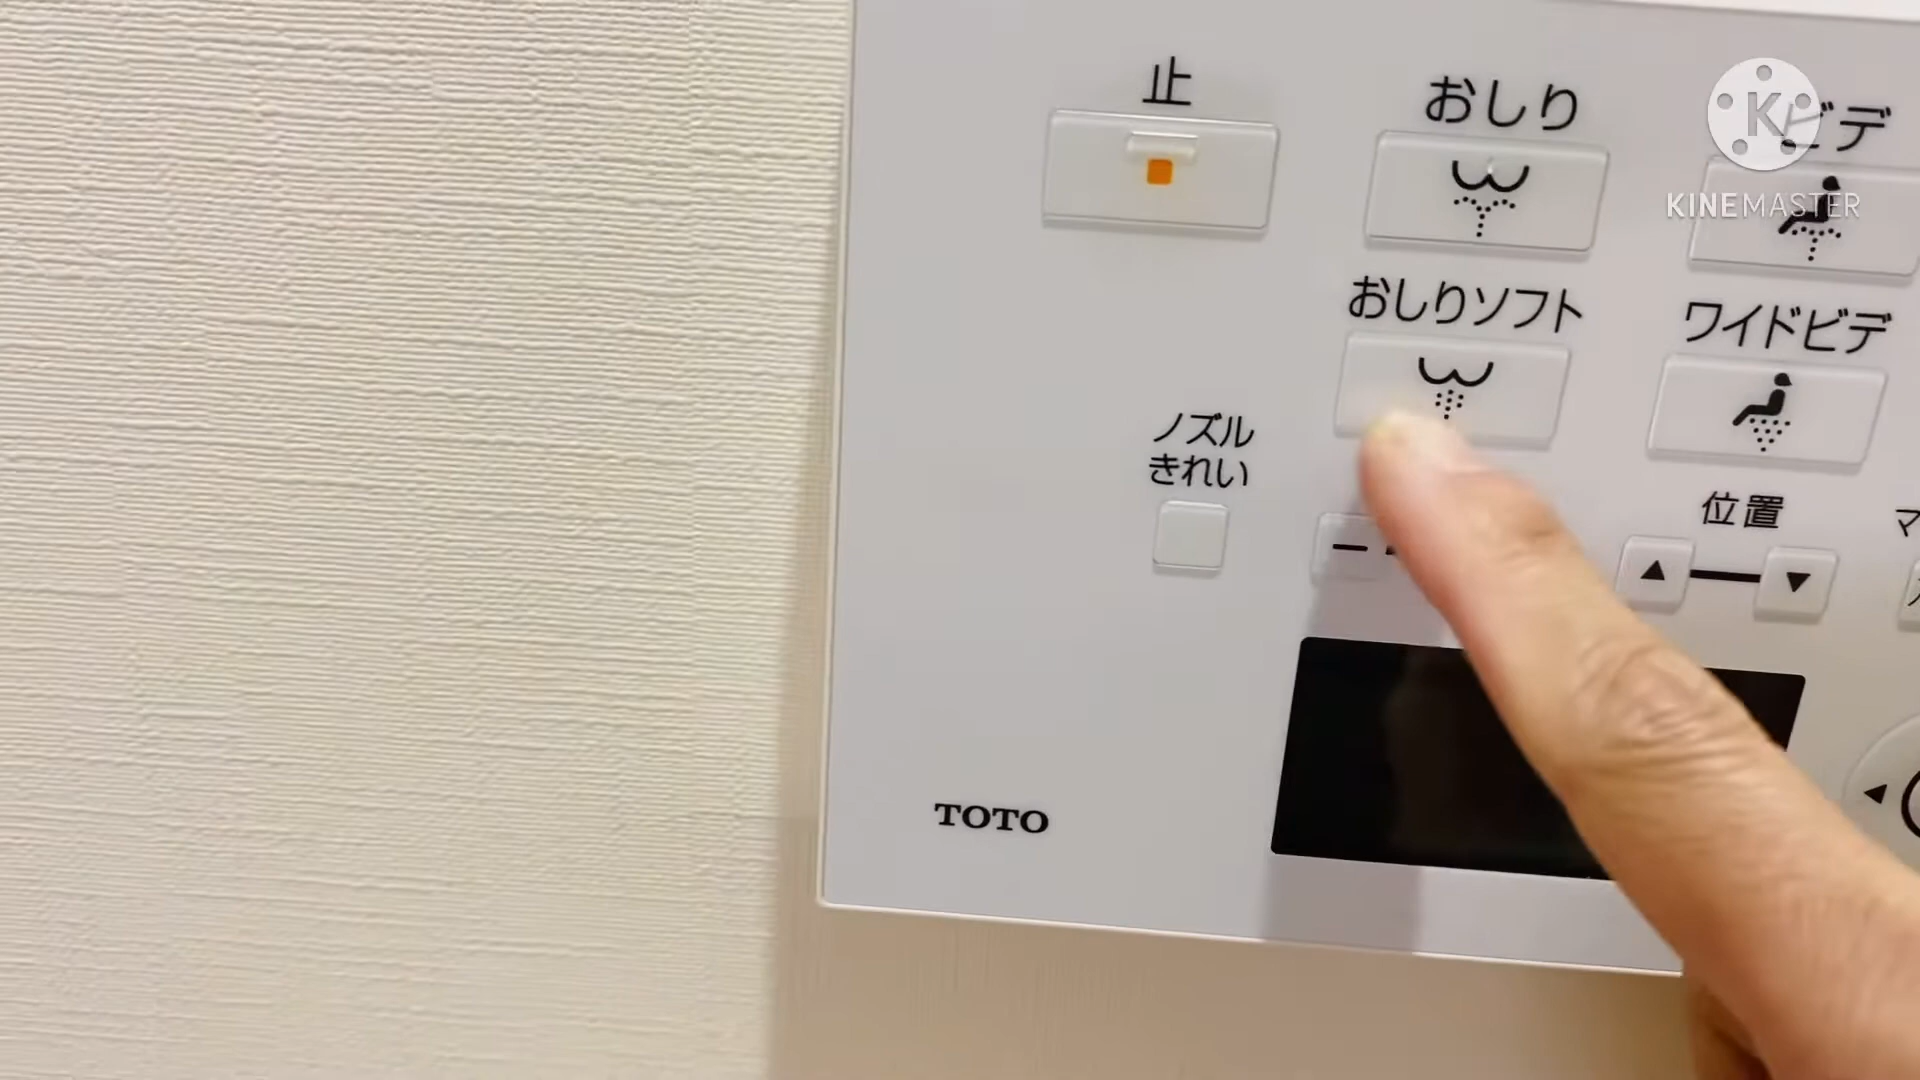 止
おしり
ビデ
KINEMASTER
おしりソフト
ワイドビデ
ノズル
きれい
位置
TOTO